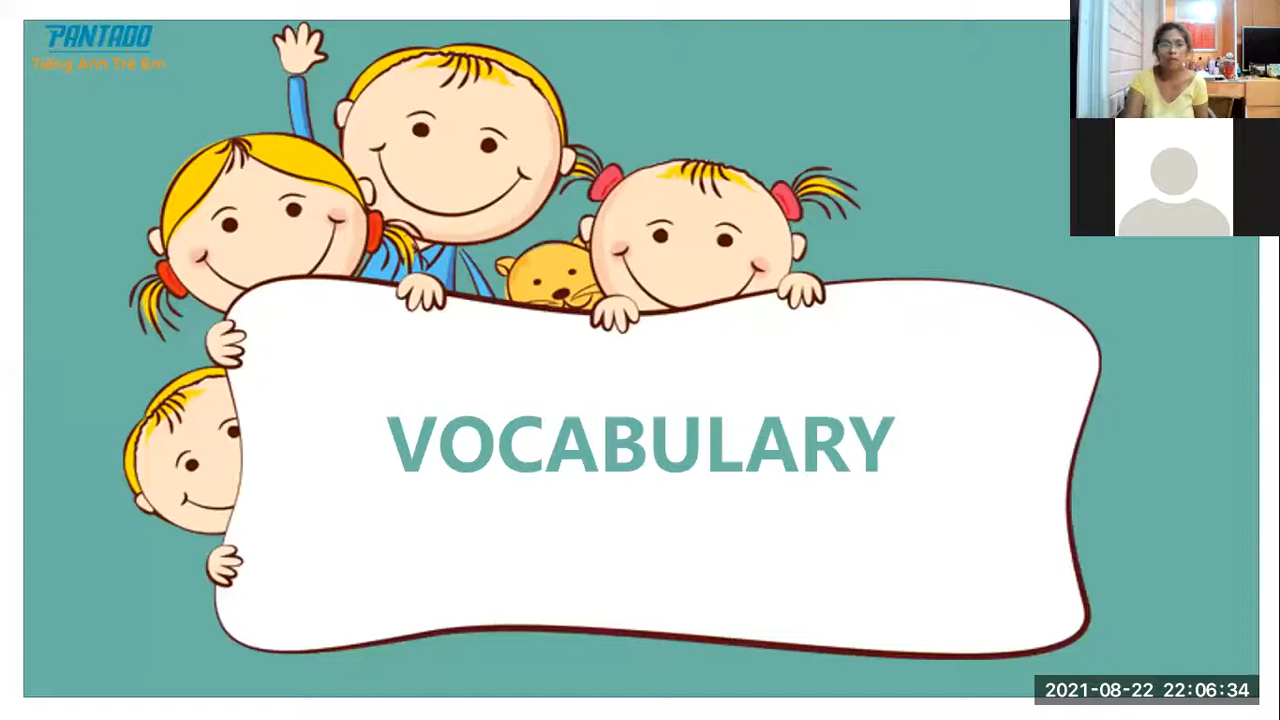 PANTADO
Tiếng Anh Trẻ Em
VOCABULARY
2021-08-22 22:06:34